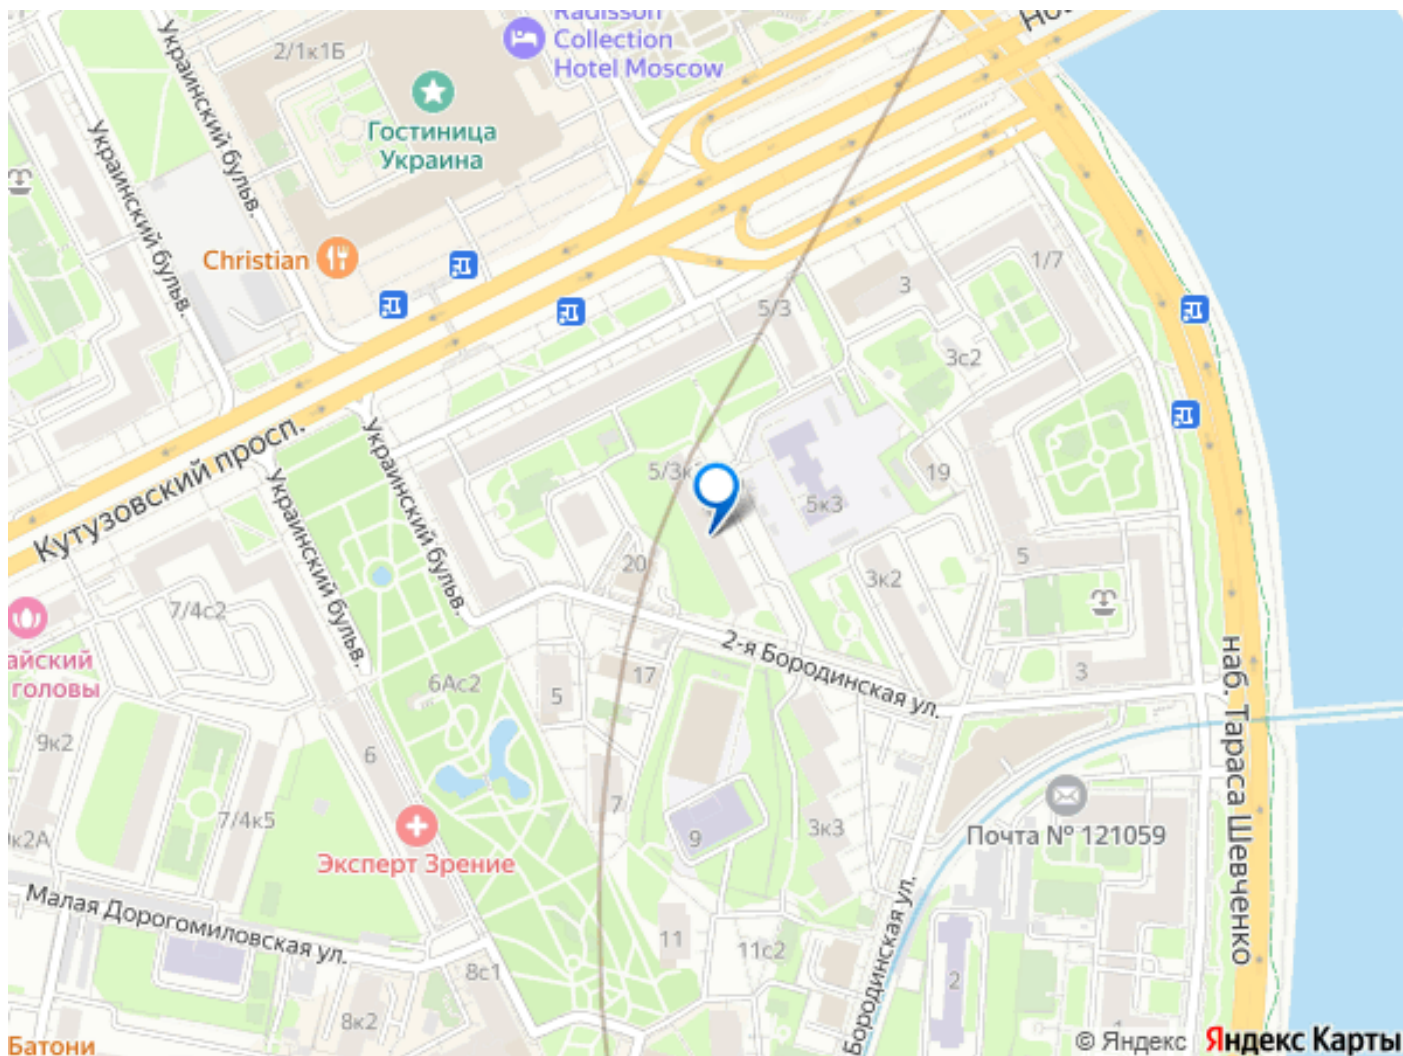 Radisson
Collection
Hotel Moscow
2/1к1Б
Украинский бульв.
Гостиница
Украина
Украинский бульв.
Christian
1/7
3
5/3
3с2
Кутузовский просп.
Украинский бульв.
Украинский бульв.
19
5к3
5
20
3к2
7/4с2
2-я Бородинская ул.
наб. Тараса Шевченко
айский
головы
6Ас2
5
17
3
9к2
6
7
7/4к5
9
3к3
Почта № 121059
Эксперт Зрение
Малая Дорогомиловская ул.
Бородинская ул.
11
11с2
8с1
2
8к2
Батони
© Яндекс
Яндекс Карты